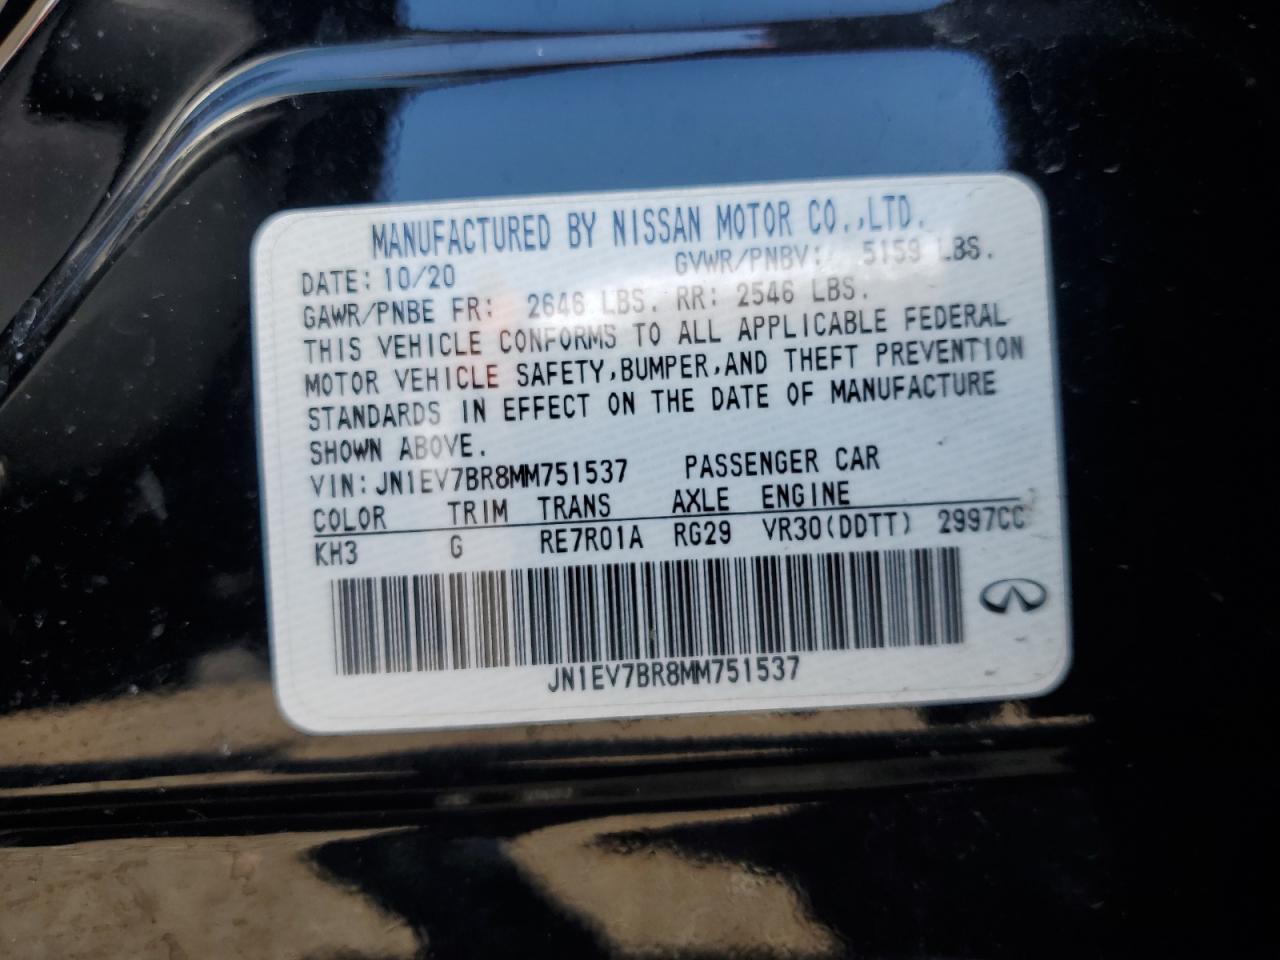 MANUFACTURED BY NISSAN MOTOR CO.,LTD.
DATE: 10/20 GVWR/PNBV: 5159 LBS.
GAWR/PNBE FR: 2646 LBS. RR: 2546 LBS.
THIS VEHICLE CONFORMS TO ALL APPLICABLE FEDERAL
MOTOR VEHICLE SAFETY,BUMPER,AND THEFT PREVENTION
STANDARDS IN EFFECT ON THE DATE OF MANUFACTURE
SHOWN ABOVE.
VIN: JN1EV7BR8MM751537 PASSENGER CAR
COLOR TRIM TRANS AXLE ENGINE
KH3 G RE7R01A RG29 VR30(DDTT) 2997CC
JN1EV7BR8MM751537